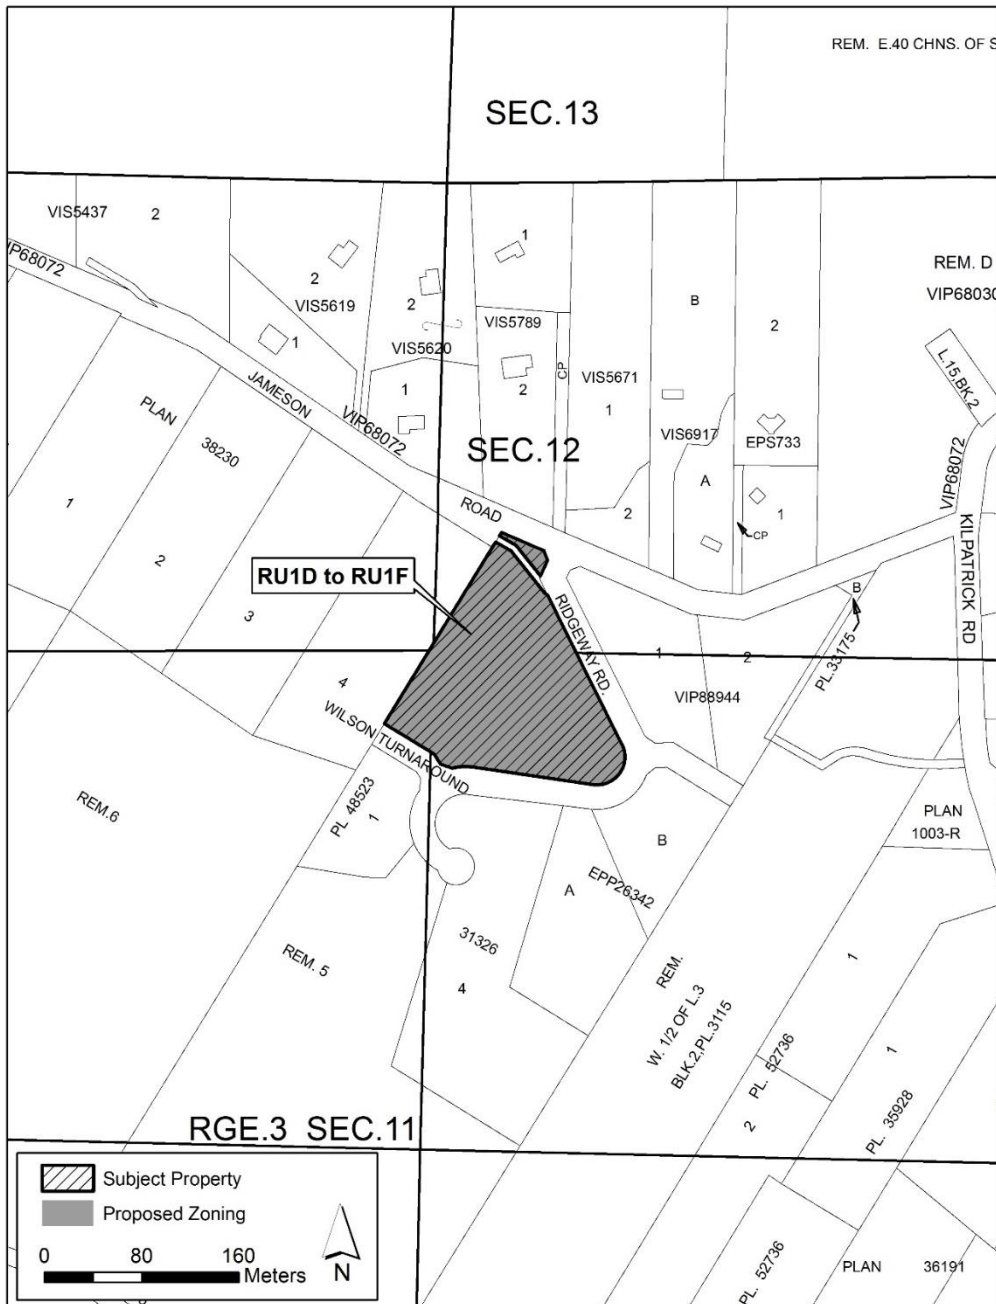 REM. E.40 CHNS. OF S
SEC.13
VIS5437
2
VIP68072
2
VIS5619
1
2
VIS5620
1
1
VIS5789
2
CP
VIS5671
1
2
B
VIS6917
A
2
EPS733
1
CP
REM. D
VIP68030
L.15,BK.2
VIP68072
KILPATRICK RD
JAMESON
VIP68072
ROAD
SEC.12
PLAN
38230
1
2
3
4
RU1D to RU1F
RIDGEWAY RD.
1
2
VIP88944
B
PL.33175
WILSON TURNAROUND
REM.6
PL. 48523
1
PLAN
1003-R
B
A
EPP26342
31326
4
REM. 5
REM.
W. 1/2 OF L.3
BLK.2,PL.3115
1
PL. 52736
2
1
PL. 35928
RGE.3 SEC.11
PL. 52736
PLAN 36191
Subject Property
Proposed Zoning
0 80 160
Meters
N